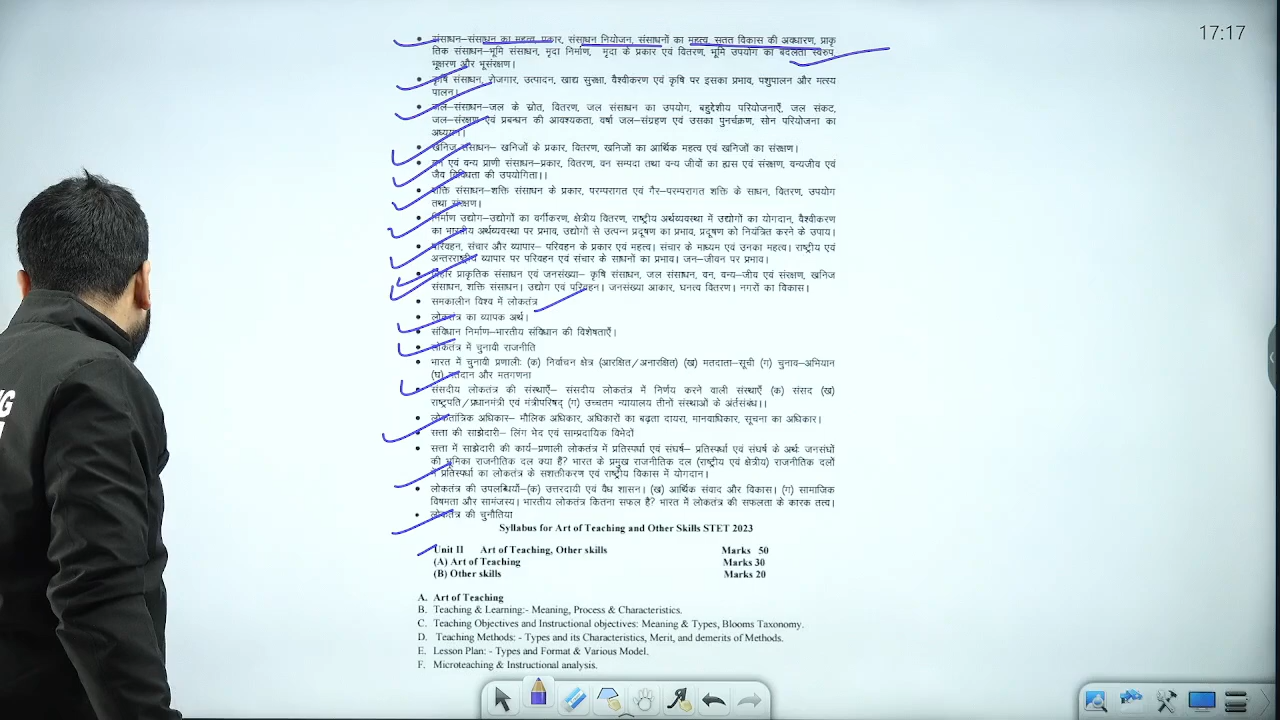 17:17
संसाधन–संसाधन का महत्व, प्रकार, संसाधन नियोजन, संसाधनों का महत्व, सतत विकास की अवधारण, प्राकृ
तिक संसाधन–भूमि संसाधन, मृदा निर्माण, मृदा के प्रकार एवं वितरण, भूमि उपयोग का बदलता स्वरुप,
भूक्षरण और भूसंरक्षण।
कृषि संसाधन, रोजगार, उत्पादन, खाद्य सुरक्षा, वैश्वीकरण एवं कृषि पर इसका प्रभाव, पशुपालन और मत्स्य
पालन।
जल–संसाधन–जल के स्रोत, वितरण, जल संसाधन का उपयोग, बहुद्देशीय परियोजनाएँ, जल संकट,
जल–संरक्षण एवं प्रबन्धन की आवश्यकता, वर्षा जल–संग्रहण एवं उसका पुनर्चक्रण, सोन परियोजना का
अध्ययन।
खनिज संसाधन– खनिजों के प्रकार, वितरण, खनिजों का आर्थिक महत्व एवं खनिजों का संरक्षण।
वन एवं वन्य प्राणी संसाधन–प्रकार, वितरण, वन सम्पदा तथा वन्य जीवों का ह्रास एवं संरक्षण, वन्यजीव एवं
जैव विविधता की उपयोगिता।।
शक्ति संसाधन–शक्ति संसाधन के प्रकार, परम्परागत एवं गैर–परम्परागत शक्ति के साधन, वितरण, उपयोग
तथा संरक्षण।
निर्माण उद्योग–उद्योगों का वर्गीकरण, क्षेत्रीय वितरण, राष्ट्रीय अर्थव्यवस्था में उद्योगों का योगदान, वैश्वीकरण
का भारतीय अर्थव्यवस्था पर प्रभाव, उद्योगों से उत्पन्न प्रदूषण का प्रभाव, प्रदूषण को नियंत्रित करने के उपाय।
परिवहन, संचार और व्यापार– परिवहन के प्रकार एवं महत्व। संचार के माध्यम एवं उनका महत्व। राष्ट्रीय एवं
अन्तरराष्ट्रीय व्यापार पर परिवहन एवं संचार के साधनों का प्रभाव। जन–जीवन पर प्रभाव।
बिहार प्राकृतिक संसाधन एवं जनसंख्या– कृषि संसाधन, जल संसाधन, वन, वन्य–जीव एवं संरक्षण, खनिज
संसाधन, शक्ति संसाधन। उद्योग एवं परिवहन। जनसंख्या आकार, घनत्व वितरण। नगरों का विकास।
समकालीन विश्व में लोकतंत्र
लोकतंत्र का व्यापक अर्थ।
संविधान निर्माण–भारतीय संविधान की विशेषताएँ।
लोकतंत्र में चुनावी राजनीति
भारत में चुनावी प्रणाली: (क) निर्वाचन क्षेत्र (आरक्षित/अनारक्षित) (ख) मतदाता–सूची (ग) चुनाव–अभियान
(घ) मतदान और मतगणना
संसदीय लोकतंत्र की संस्थाएँ– संसदीय लोकतंत्र में निर्णय करने वाली संस्थाएँ (क) संसद (ख)
राष्ट्रपति/प्रधानमंत्री एवं मंत्रीपरिषद् (ग) उच्चतम न्यायालय तीनों संस्थाओं के अंर्तसंबंध।।
लोकतांत्रिक अधिकार– मौलिक अधिकार, अधिकारों का बढ़ता दायरा, मानवाधिकार, सूचना का अधिकार।
सत्ता की साझेदारी– लिंग भेद एवं साम्प्रदायिक विभेदों
सत्ता में साझेदारी की कार्य–प्रणाली लोकतंत्र में प्रतिस्पर्धा एवं संघर्ष– प्रतिस्पर्धा एवं संघर्ष के अर्थ: जनसंघों
की भूमिका राजनीतिक दल क्या हैं? भारत के प्रमुख राजनीतिक दल (राष्ट्रीय एवं क्षेत्रीय) राजनीतिक दलों
में प्रतिस्पर्धा का लोकतंत्र के सशक्तीकरण एवं राष्ट्रीय विकास में योगदान।
लोकतंत्र की उपलब्धियाँ–(क) उत्तरदायी एवं वैध शासन। (ख) आर्थिक संवाद और विकास। (ग) सामाजिक
विषमता और सामंजस्य। भारतीय लोकतंत्र कितना सफल है? भारत में लोकतंत्र की सफलता के कारक तत्व।
लोकतंत्र की चुनौतिया
Syllabus for Art of Teaching and Other Skills STET 2023
Unit II Art of Teaching, Other skills Marks 50
(A) Art of Teaching Marks 30
(B) Other skills Marks 20
A. Art of Teaching
B. Teaching & Learning:- Meaning, Process & Characteristics.
C. Teaching Objectives and Instructional objectives: Meaning & Types, Blooms Taxonomy.
D. Teaching Methods: - Types and its Characteristics, Merit, and demerits of Methods.
E. Lesson Plan: - Types and Format & Various Model.
F. Microteaching & Instructional analysis.